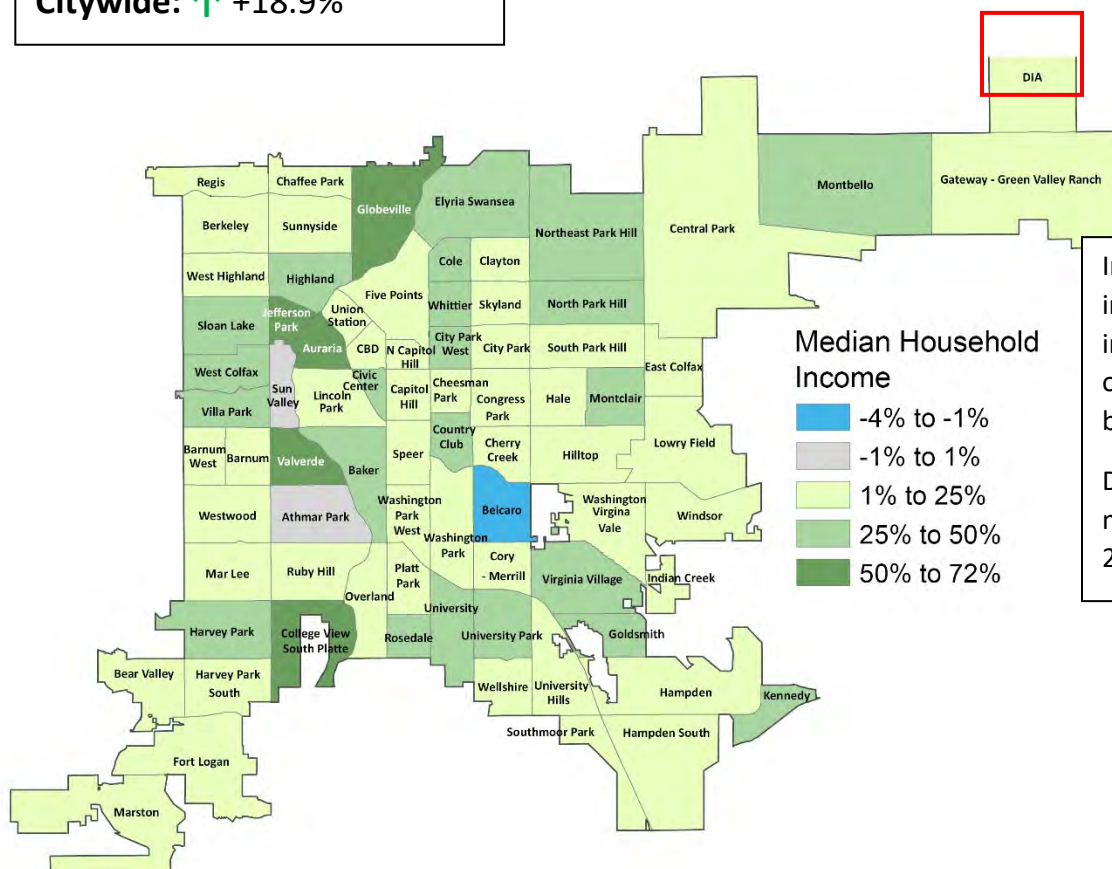 Citywide: ↑ +18.9%
DIA
Regis
Chaffee Park
Globeville
Elyria Swansea
Montbello
Gateway - Green Valley Ranch
Berkeley
Sunnyside
Northeast Park Hill
Central Park
West Highland
Highland
Cole
Clayton
Five Points
Sloan Lake
Jefferson
Park
Union
Station
Whittier
Skyland
North Park Hill
Auraria
CBD
N Capitol
Hill
City Park
West
City Park
South Park Hill
East Colfax
West Colfax
Sun
Valley
Civic
Center
Lincoln
Park
Capitol
Hill
Cheesman
Park
Congress
Park
Hale
Montclair
Villa Park
Country
Club
Cherry
Creek
Lowry Field
Barnum
West
Barnum
Valverde
Baker
Speer
Hilltop
Westwood
Athmar Park
Washington
Park
West
Washington
Park
Belcaro
Washington
Virgina
Vale
Windsor
Mar Lee
Ruby Hill
Overland
Platt
Park
Cory
- Merrill
Virginia Village
Indian Creek
University
Harvey Park
College View
South Platte
Rosedale
University Park
Goldsmith
Bear Valley
Harvey Park
South
Wellshire
University
Hills
Hampden
Kennedy
Southmoor Park
Hampden South
Fort Logan
Marston
Median Household
Income
-4% to -1%
-1% to 1%
1% to 25%
25% to 50%
50% to 72%